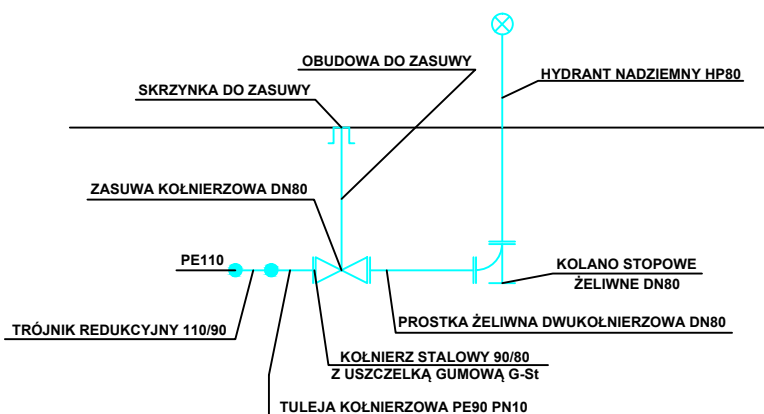 OBUDOWA DO ZASUWY
HYDRANT NADZIEMNY HP80
SKRZYNKA DO ZASUWY
ZASUWA KOŁNIERZOWA DN80
PE110
KOLANO STOPOWE
ŻELIWNE DN80
TRÓJNIK REDUKCYJNY 110/90
PROSTKA ŻELIWNA DWUKOŁNIERZOWA DN80
KOŁNIERZ STALOWY 90/80
Z USZCZELKĄ GUMOWĄ G-St
TULEJA KOŁNIERZOWA PE90 PN10